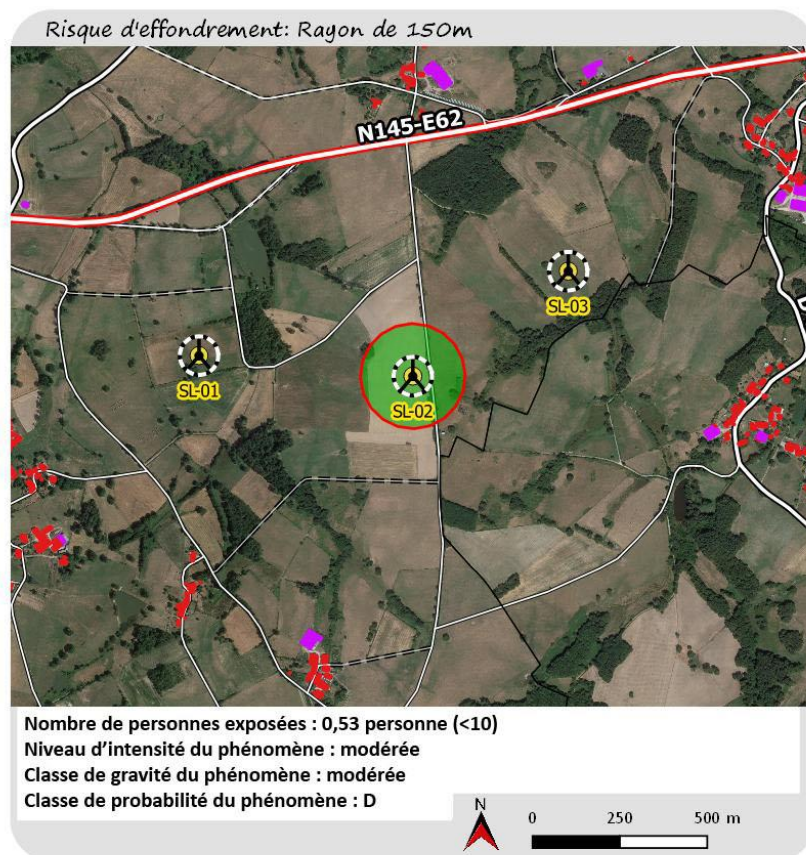 Risque d'effondrement: Rayon de 150m
N145-E62
SL-03
SL-01
SL-02
Nombre de personnes exposées : 0,53 personne (<10)
Niveau d’intensité du phénomène : modérée
Classe de gravité du phénomène : modérée
Classe de probabilité du phénomène : D
N
0 250 500 m